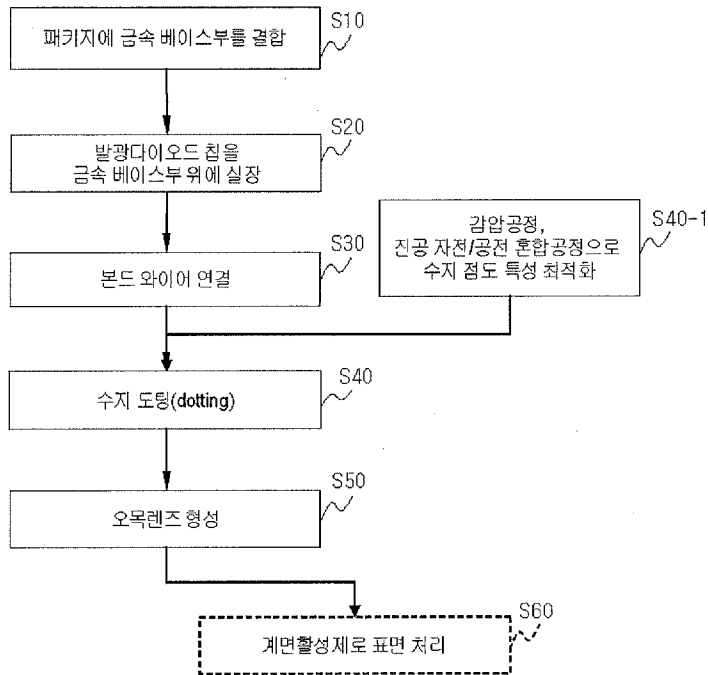 S10
패키지에 금속 베이스부를 결합
S20
발광다이오드 칩을
금속 베이스부 위에 실장
S30
본드 와이어 연결
S40-1
감압공정,
진공 자전/공전 혼합공정으로
수지 점도 특성 최적화
S40
수지 도팅(dotting)
S50
오목렌즈 형성
S60
계면활성제로 표면 처리